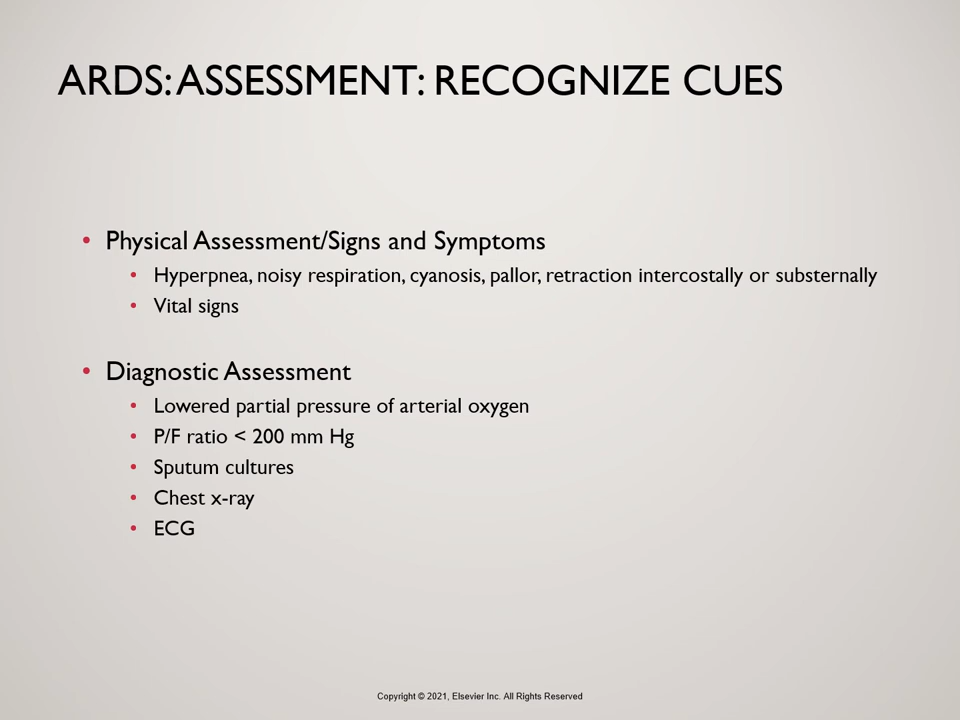 ARDS: ASSESSMENT: RECOGNIZE CUES
• Physical Assessment/Signs and Symptoms
• Hyperpnea, noisy respiration, cyanosis, pallor, retraction intercostally or substernally
• Vital signs
• Diagnostic Assessment
• Lowered partial pressure of arterial oxygen
• P/F ratio < 200 mm Hg
• Sputum cultures
• Chest x-ray
• ECG
Copyright © 2021, Elsevier Inc. All Rights Reserved